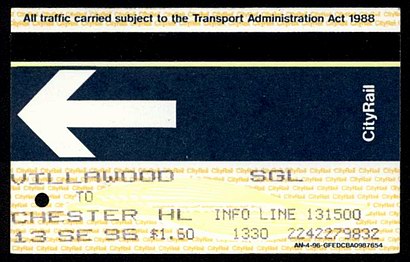 All traffic carried subject to the Transport Administration Act 1988
CityRail
VILLAWOOD SGL
TO
CHESTER HL INFO LINE 131500
13 SE 96 $1.60 1330 2242279832
AN-4-96-GFEDCBA0987654